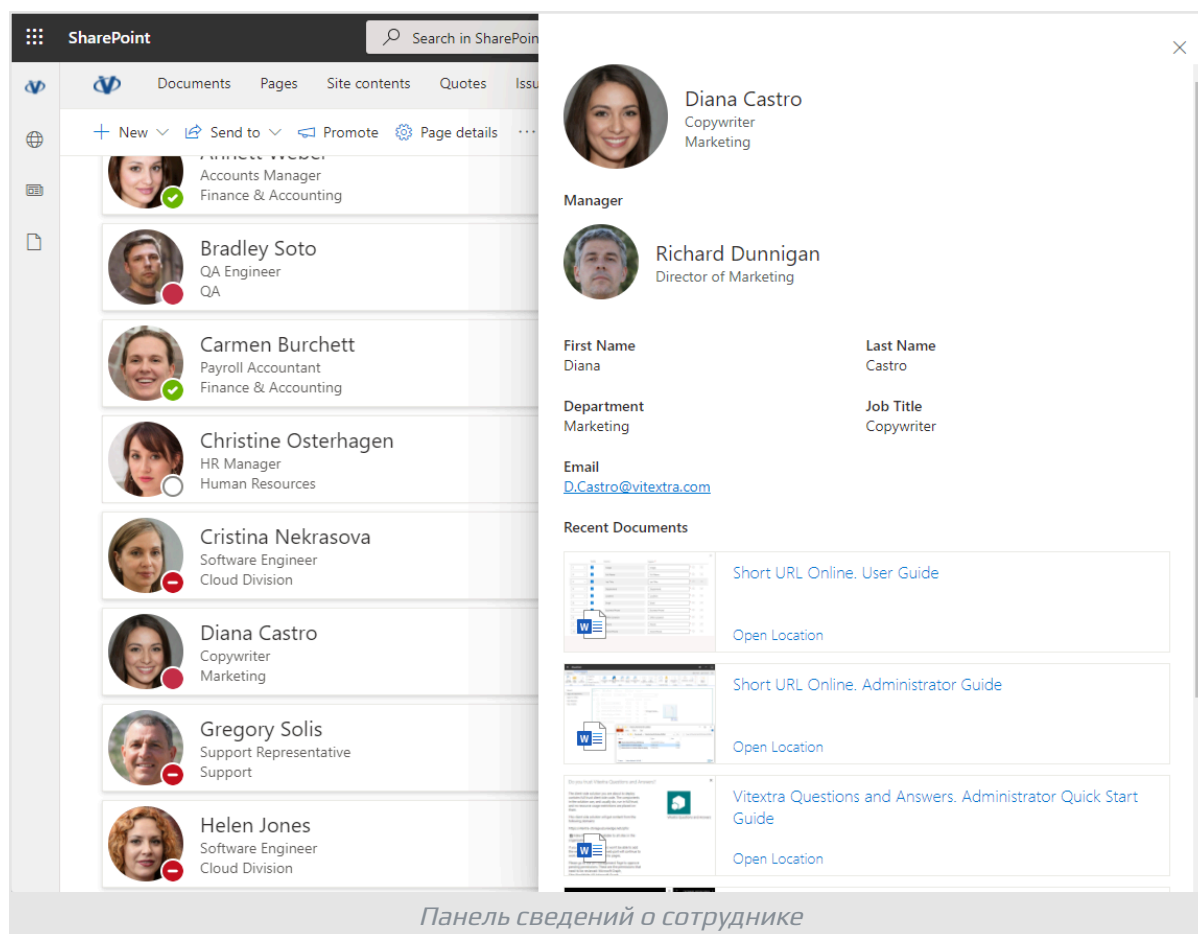 SharePoint
Search in SharePoin
Documents Pages Site contents Quotes Issu
New Send to Promote Page details ...
Annett Weber
Accounts Manager
Finance & Accounting
Bradley Soto
QA Engineer
QA
Carmen Burchett
Payroll Accountant
Finance & Accounting
Christine Osterhagen
HR Manager
Human Resources
Cristina Nekrasova
Software Engineer
Cloud Division
Diana Castro
Copywriter
Marketing
Gregory Solis
Support Representative
Support
Helen Jones
Software Engineer
Cloud Division
Diana Castro
Copywriter
Marketing
Manager
Richard Dunnigan
Director of Marketing
First Name Last Name
Diana Castro
Department Job Title
Marketing Copywriter
Email
D.Castro@vitextra.com
Recent Documents
Short URL Online. User Guide
Open Location
Short URL Online. Administrator Guide
Open Location
Vitextra Questions and Answers. Administrator Quick Start
Guide
Open Location
Панель сведений о сотруднике